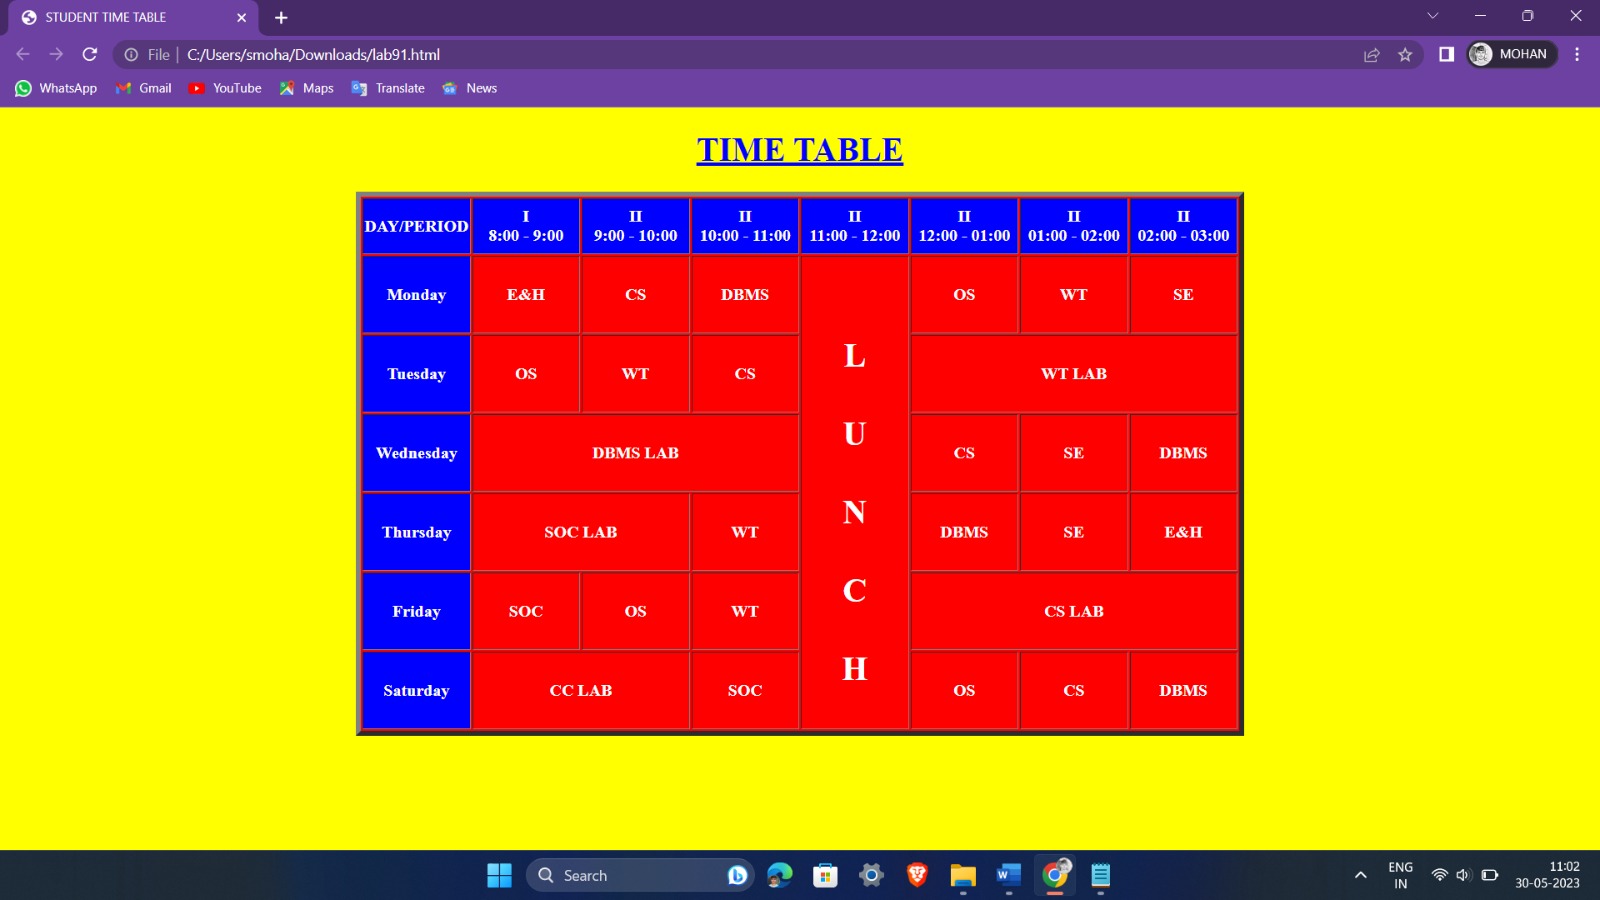 STUDENT TIME TABLE
File
C:/Users/smoha/Downloads/lab91.html
MOHAN
WhatsApp Gmail YouTube Maps Translate News
TIME TABLE
DAY/PERIOD I 8:00 - 9:00 II 9:00 - 10:00 II 10:00 - 11:00 II 11:00 - 12:00 II 12:00 - 01:00 II 01:00 - 02:00 II 02:00 - 03:00
Monday E&H CS DBMS OS WT SE
Tuesday OS WT CS WT LAB
Wednesday DBMS LAB CS SE DBMS
Thursday SOC LAB WT DBMS SE E&H
Friday SOC OS WT CS LAB
Saturday CC LAB SOC OS CS DBMS
L
U
N
C
H
Search
ENG
IN
11:02
30-05-2023